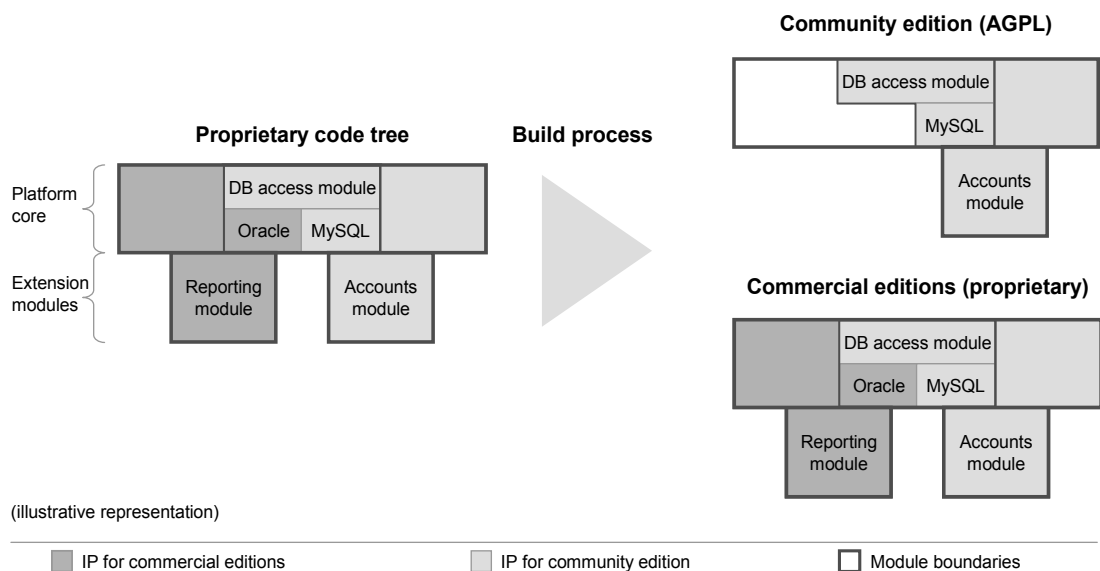 Community edition (AGPL)
DB access module
MySQL
Accounts
module
Proprietary code tree
Build process
Platform
core
DB access module
Oracle
MySQL
Extension
modules
Reporting
module
Accounts
module
Commercial editions (proprietary)
DB access module
Oracle
MySQL
Reporting
module
Accounts
module
(illustrative representation)
IP for commercial editions
IP for community edition
Module boundaries